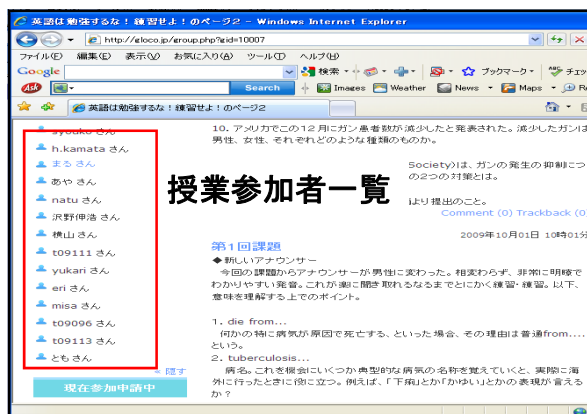 英語は勉強するな! 練習せよ!のページ2 - Windows Internet Explorer
http://eloco.jp/group.php?gid=10007
ファイル(F) 編集(E) 表示(V) お気に入り(A) ツール(T) ヘルプ(H)
Google 検索 ブックマーク チェッ
Ask Search Images Weather News Maps Re
英語は勉強するな! 練習せよ!のページ2
syouko さん
h.kamata さん
まる さん
あや さん
natu さん
沢野伸浩 さん
横山 さん
t09111 さん
yukari さん
eri さん
misa さん
t09096 さん
t09113 さん
とも さん
隠す
現在参加申請中
授業参加者一覧
10. アメリカでこの12月にガン患者数が減少したと発表された。減少したガンは
男性、女性、それぞれどのような種類のものか。
Society)は、ガンの発生の抑制につ
の2つの対策とは。
より提出のこと。
Comment (0) Trackback (0)
2009年10月01日 10時01分
第1回課題
◆新しいアナウンサー
今回の課題からアナウンサーが男性に変わった。相変わらず、非常に明瞭で
わかりやすい発音。これが楽に聞き取れるなるまでとにかく練習・練習。以下、
意味を理解する上でのポイント。
1. die from...
何かの特に病気が原因で死亡する、といった場合、その理由は普通from....
という。
2. tuberculosis...
病名。これを機会にいくつか典型的な病気の名称を覚えていくと、実際に海
外に行ったときに役に立つ。例えば、「下痢」とか「かゆい」とかの表現が言える
か?